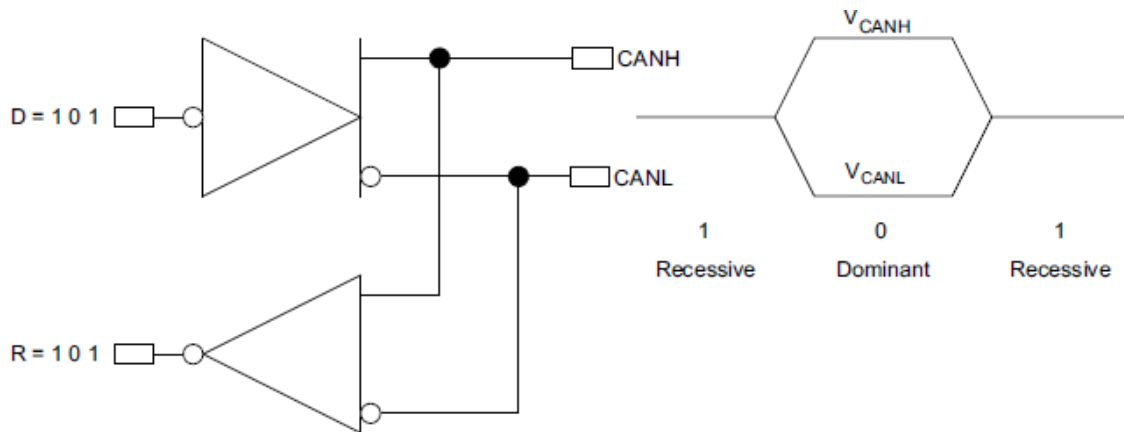 D = 1 0 1
CANH
CANL
R = 1 0 1
VCANH
VCANL
1 0 1
Recessive Dominant Recessive